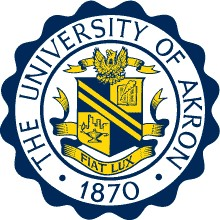 · THE UNIVERSITY OF AKRON ·
FIAT LUX
1870